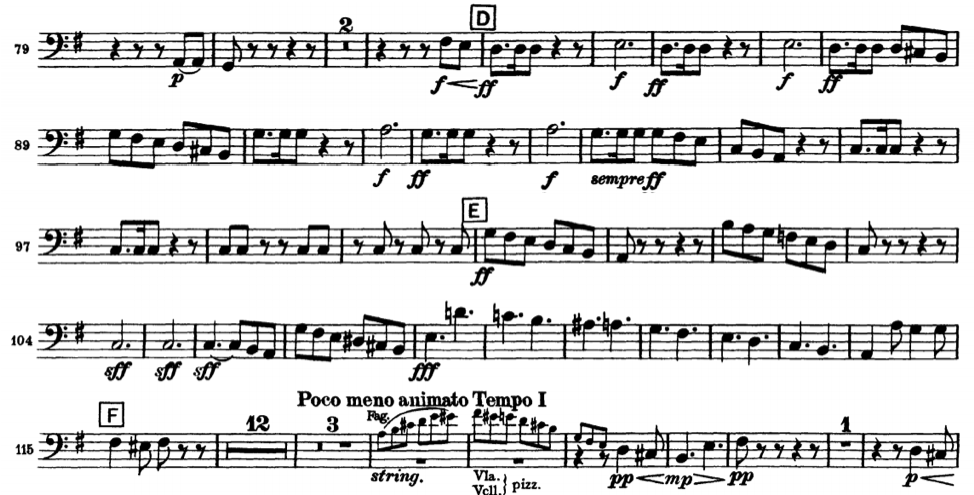 2 D
79
p f ff f ff f ff
89
f ff f sempre ff
E
97
ff
104
sff sff sff fff
Poco meno animato Tempo I
F 12 3 Fag. 1
115
string. Vla. Vcll. } pizz. pp mp pp p